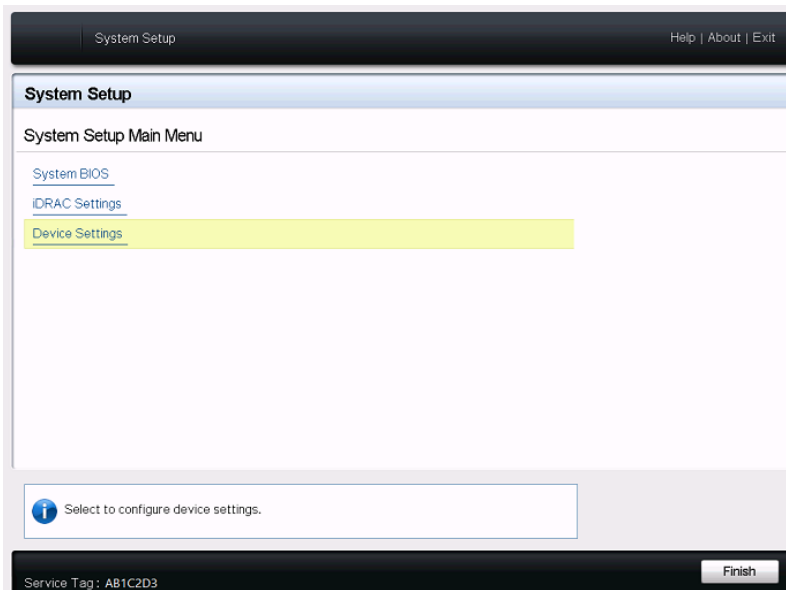 System Setup
Help | About | Exit
System Setup
System Setup Main Menu
System BIOS
iDRAC Settings
Device Settings
Select to configure device settings.
Service Tag: AB1C2D3
Finish